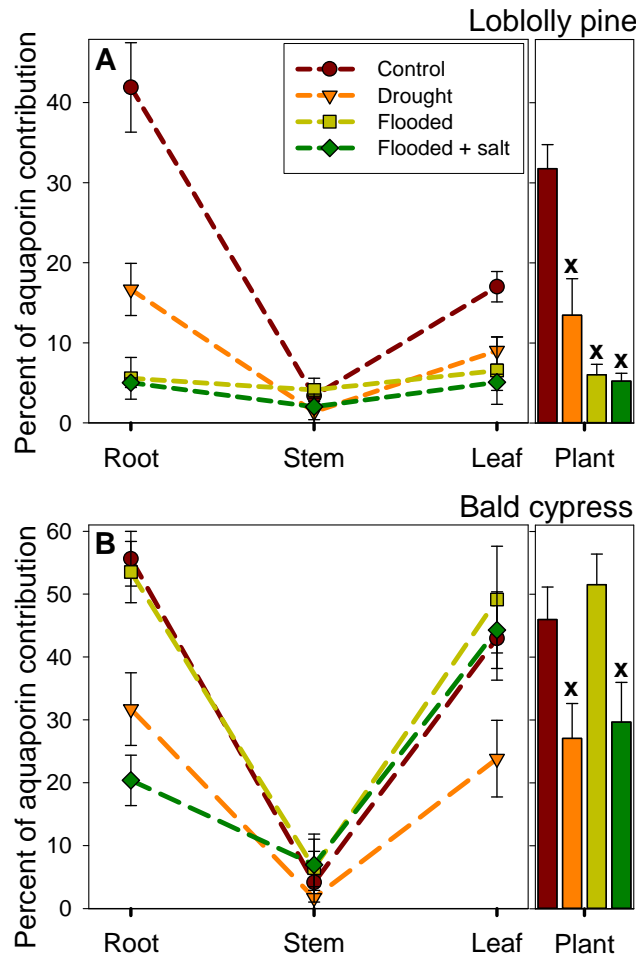 Loblolly pine
A
Control
Drought
Flooded
Flooded + salt
Percent of aquaporin contribution
40
30
20
10
0
x
x
x
Root Stem Leaf Plant
Bald cypress
B
Percent of aquaporin contribution
60
50
40
30
20
10
0
x
x
Root Stem Leaf Plant